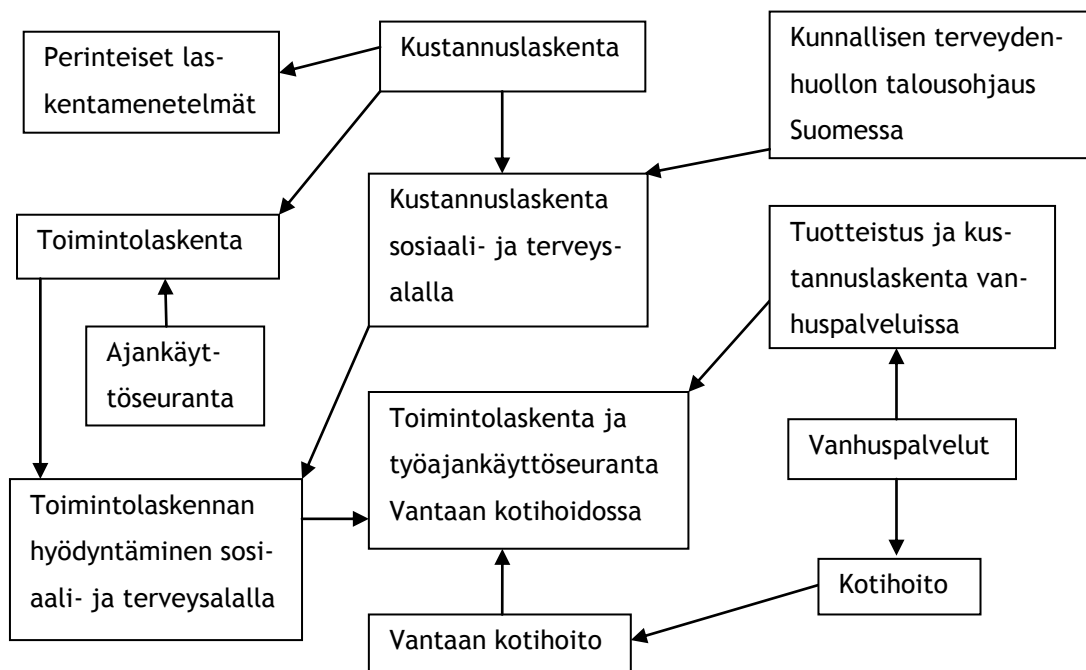 Perinteiset las-
kentamenetelmät
Kustannuslaskenta
Kunnallisen terveyden-
huollon talousohjaus
Suomessa
Toimintolaskenta
Kustannuslaskenta
sosiaali- ja terveys-
alalla
Tuotteistus ja kus-
tannuslaskenta van-
huspalveluissa
Ajankäyt-
töseuranta
Toimintolaskenta ja
työajankäyttöseuranta
Vantaan kotihoidossa
Vanhuspalvelut
Toimintolaskennan
hyödyntäminen sosi-
aali- ja terveysalalla
Kotihoito
Vantaan kotihoito